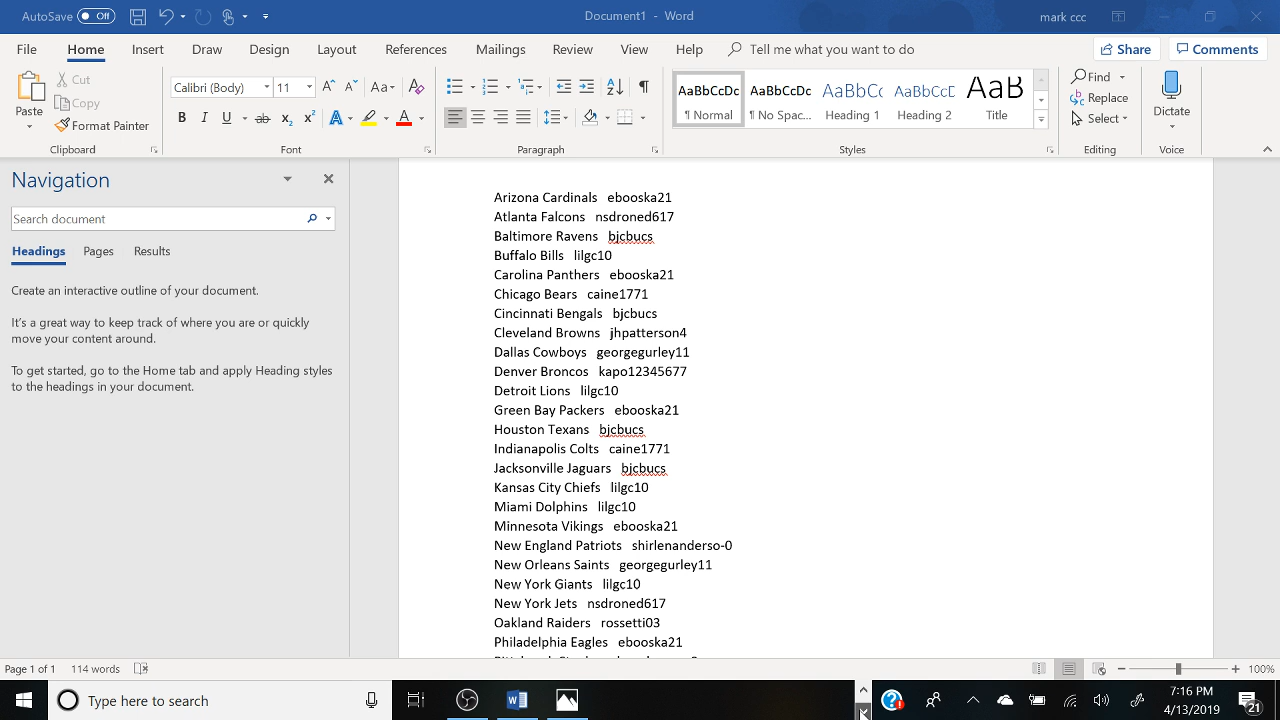 AutoSave Off Document1 - Word mark ccc
File Home Insert Draw Design Layout References Mailings Review View Help Tell me what you want to do Share Comments
Paste Cut Copy Format Painter
Calibri (Body) 11
AaBbCcDc AaBbCcDc AaBbCc AaBbCcC AaB
¶ Normal ¶ No Spac... Heading 1 Heading 2 Title
Find Replace Select
Dictate
Clipboard Font Paragraph Styles Editing Voice
Navigation
Search document
Headings Pages Results
Create an interactive outline of your document.
It's a great way to keep track of where you are or quickly
move your content around.
To get started, go to the Home tab and apply Heading styles
to the headings in your document.
Arizona Cardinals ebooska21
Atlanta Falcons nsdroned617
Baltimore Ravens bjcbucs
Buffalo Bills lilgc10
Carolina Panthers ebooska21
Chicago Bears caine1771
Cincinnati Bengals bjcbucs
Cleveland Browns jhpatterson4
Dallas Cowboys georgegurley11
Denver Broncos kapo12345677
Detroit Lions lilgc10
Green Bay Packers ebooska21
Houston Texans bjcbucs
Indianapolis Colts caine1771
Jacksonville Jaguars bjcbucs
Kansas City Chiefs lilgc10
Miami Dolphins lilgc10
Minnesota Vikings ebooska21
New England Patriots shirlenanderso-0
New Orleans Saints georgegurley11
New York Giants lilgc10
New York Jets nsdroned617
Oakland Raiders rossetti03
Philadelphia Eagles ebooska21
Page 1 of 1 114 words 100%
Type here to search
7:16 PM
4/13/2019
21